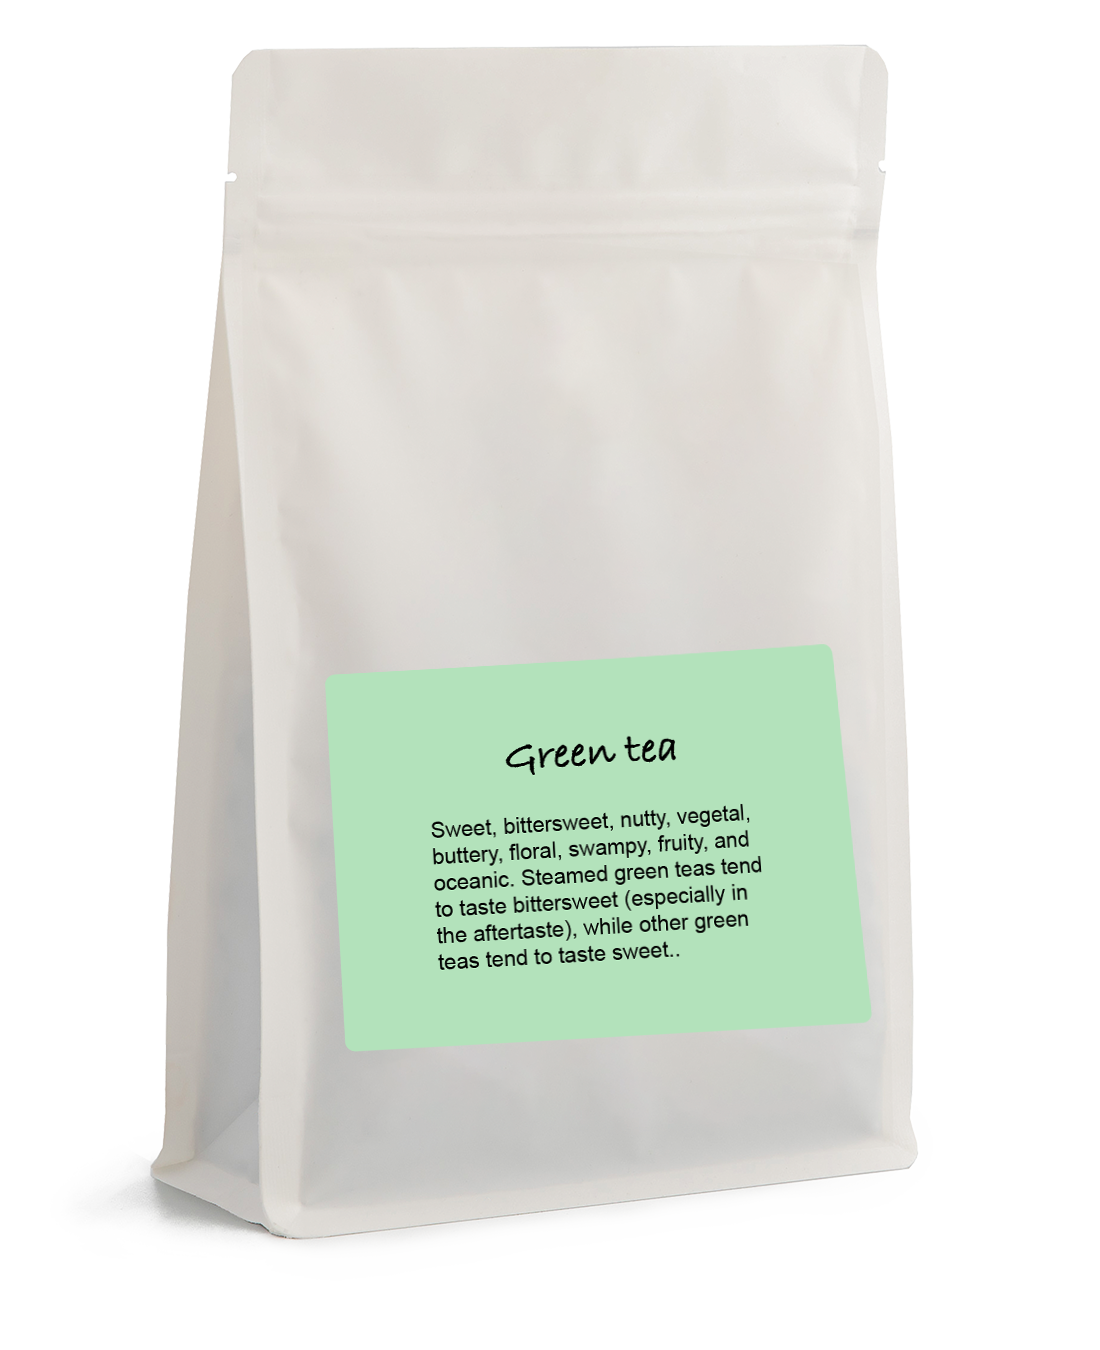 Green tea
Sweet, bittersweet, nutty, vegetal,
buttery, floral, swampy, fruity, and
oceanic. Steamed green teas tend
to taste bittersweet (especially in
the aftertaste), while other green
teas tend to taste sweet..